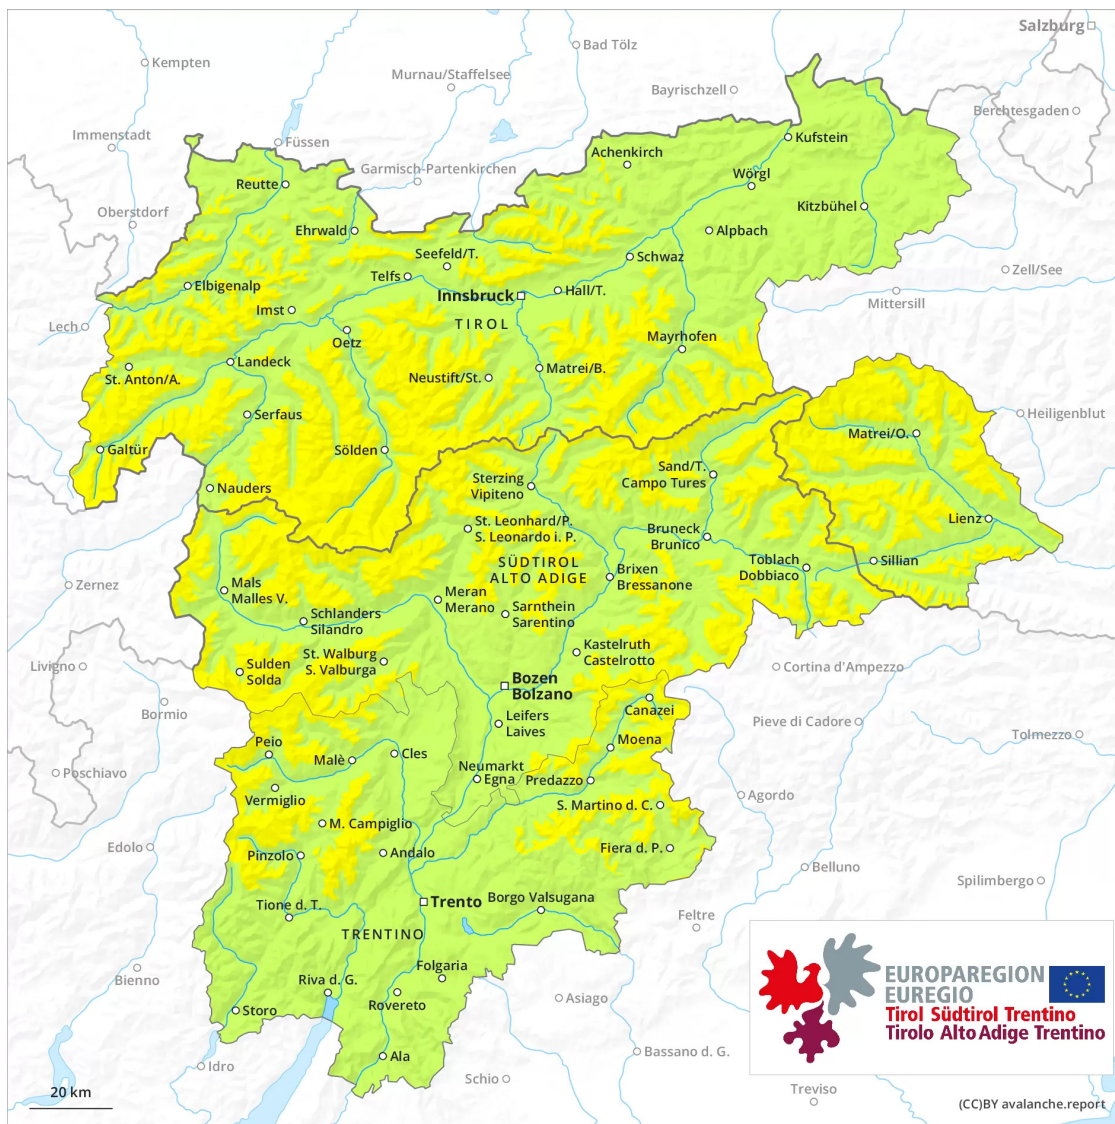 Salzburg
Kempten
Bad Tölz
Murnau/Staffelsee
Bayrischzell
Berchtesgaden
Immenstadt
Füssen
Kufstein
Achenkirch
Garmisch-Partenkirchen
Wörgl
Reutte
Oberstdorf
Kitzbühel
Ehrwald
Alpbach
Seefeld/T.
Schwaz
Zell/See
Telfs
Elbigenalp
Hall/T.
Innsbruck
Mittersill
Imst
TIROL
Lech
Oetz
Mayrhofen
Landeck
Matrei/B.
St. Anton/A.
Neustift/St.
Serfaus
Heiligenblut
Matrei/O.
Galtür
Sölden
Sand/T.
Campo Tures
Sterzing
Vipiteno
Nauders
Lienz
St. Leonhard/P.
S. Leonardo i. P.
Bruneck
Brunico
SÜDTIROL
ALTO ADIGE
Toblach
Dobbiaco
Sillian
Brixen
Bressanone
Zernez
Mals
Malles V.
Meran
Merano
Schlanders
Silandro
Sarnthein
Sarentino
Kastelruth
Castelrotto
St. Walburg
S. Valburga
Livigno
Sulden
Solda
Cortina d'Ampezzo
Bozen
Bolzano
Bormio
Canazei
Leifers
Laives
Pieve di Cadore
Tolmezzo
Moena
Peio
Cles
Malè
Poschiavo
Neumarkt
Egna
Predazzo
Vermiglio
Agordo
S. Martino d. C.
M. Campiglio
Edolo
Fiera d. P.
Pinzolo
Andalo
Belluno
Spilimbergo
Borgo Valsugana
Trento
Tione d. T.
Feltre
TRENTINO
Bienno
Folgaria
Riva d. G.
Asiago
Rovereto
Storo
Bassano d. G.
Ala
Idro
Schio
Treviso
EUROPAREGION
EUREGIO
Tirol Südtirol Trentino
Tirolo Alto Adige Trentino
20 km
(CC)BY avalanche.report